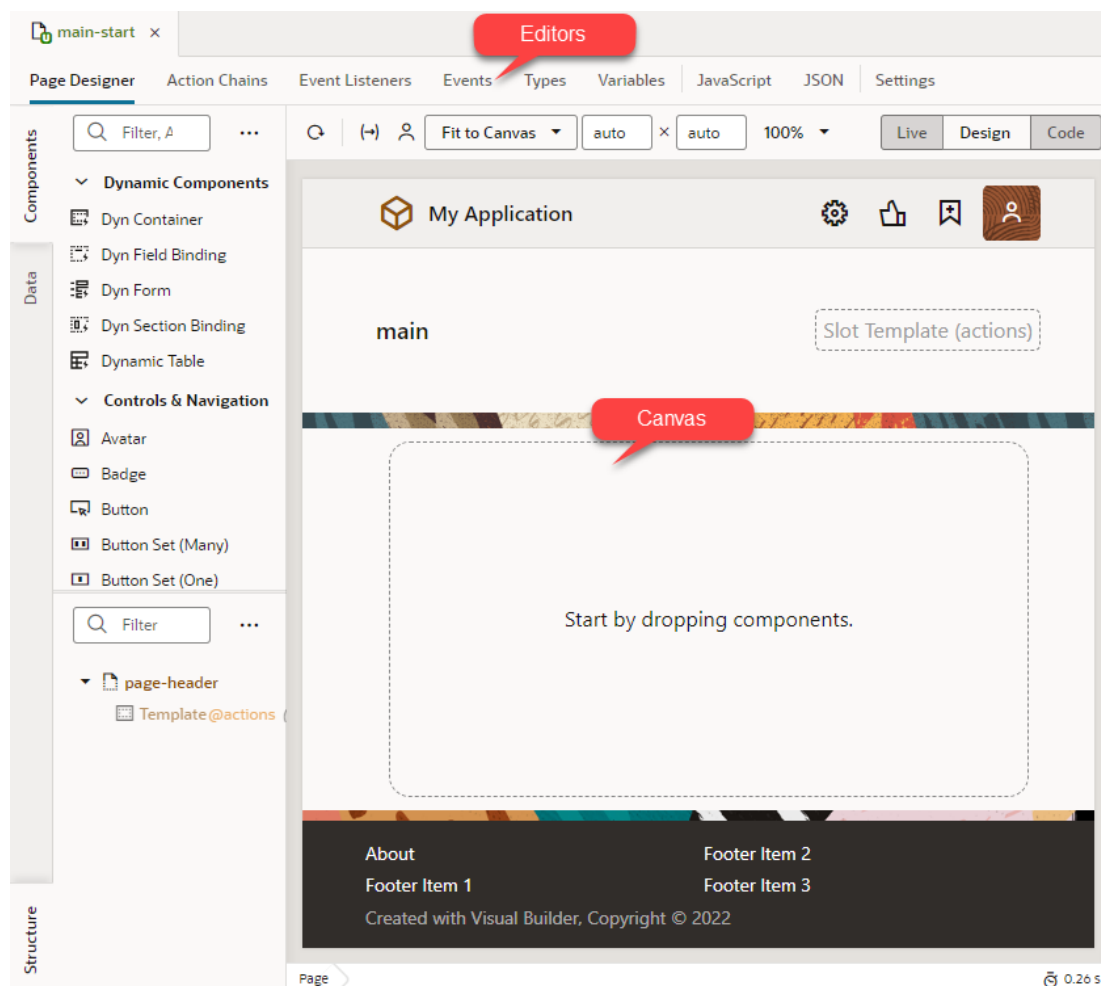 main-start ×
Editors
Page Designer Action Chains Event Listeners Events Types Variables JavaScript JSON Settings
Components
Data
Structure
Filter, A ...
Dynamic Components
Dyn Container
Dyn Field Binding
Dyn Form
Dyn Section Binding
Dynamic Table
Controls & Navigation
Avatar
Badge
Button
Button Set (Many)
Button Set (One)
Filter ...
page-header
Template@actions (
Fit to Canvas auto × auto 100% Live Design Code
My Application
main
Slot Template (actions)
Canvas
Start by dropping components.
About Footer Item 2
Footer Item 1 Footer Item 3
Created with Visual Builder, Copyright © 2022
Page 0.26 s